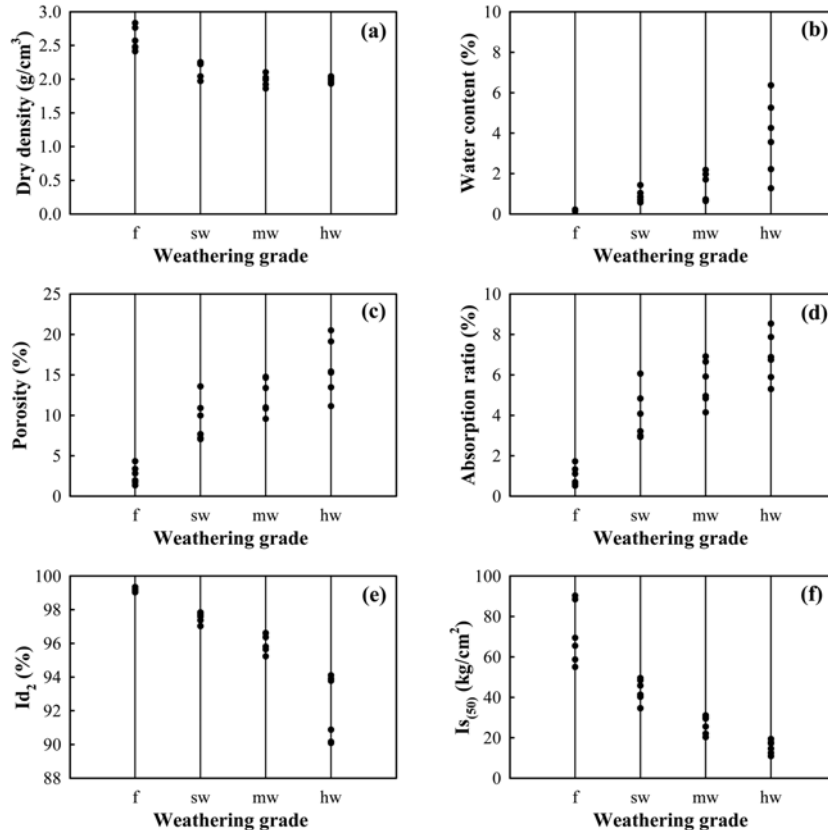 (a)
Dry density (g/cm³)
3.0
2.5
2.0
1.5
1.0
0.5
0.0
f sw mw hw
Weathering grade
(b)
Water content (%)
10
8
6
4
2
0
f sw mw hw
Weathering grade
(c)
Porosity (%)
25
20
15
10
5
0
f sw mw hw
Weathering grade
(d)
Absorption ratio (%)
10
8
6
4
2
0
f sw mw hw
Weathering grade
(e)
Id₂ (%)
100
98
96
94
92
90
88
f sw mw hw
Weathering grade
(f)
Is₍₅₀₎ (kg/cm²)
100
80
60
40
20
0
f sw mw hw
Weathering grade